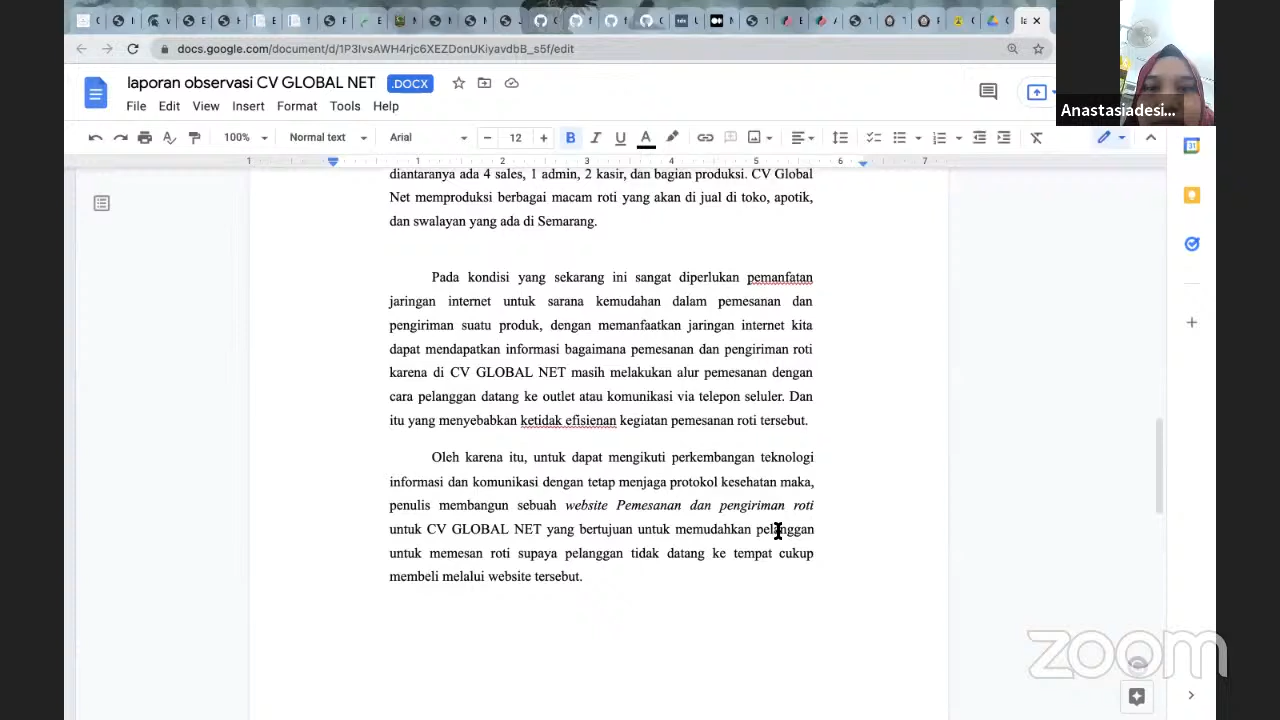 docs.google.com/document/d/1P3IvsAWH4rjc6XEZDonUKiyavdbB_s5f/edit
laporan observasi CV GLOBAL NET .DOCX
File Edit View Insert Format Tools Help
Anastasiadesi...
100% Normal text Arial 12 B I U A
1 1 2 3 4 5 6 7
diantaranya ada 4 sales, 1 admin, 2 kasir, dan bagian produksi. CV Global
Net memproduksi berbagai macam roti yang akan di jual di toko, apotik,
dan swalayan yang ada di Semarang.
Pada kondisi yang sekarang ini sangat diperlukan pemanfatan
jaringan internet untuk sarana kemudahan dalam pemesanan dan
pengiriman suatu produk, dengan memanfaatkan jaringan internet kita
dapat mendapatkan informasi bagaimana pemesanan dan pengiriman roti
karena di CV GLOBAL NET masih melakukan alur pemesanan dengan
cara pelanggan datang ke outlet atau komunikasi via telepon seluler. Dan
itu yang menyebabkan ketidak efisienan kegiatan pemesanan roti tersebut.
Oleh karena itu, untuk dapat mengikuti perkembangan teknologi
informasi dan komunikasi dengan tetap menjaga protokol kesehatan maka,
penulis membangun sebuah website Pemesanan dan pengiriman roti
untuk CV GLOBAL NET yang bertujuan untuk memudahkan pelanggan
untuk memesan roti supaya pelanggan tidak datang ke tempat cukup
membeli melalui website tersebut.
zoom